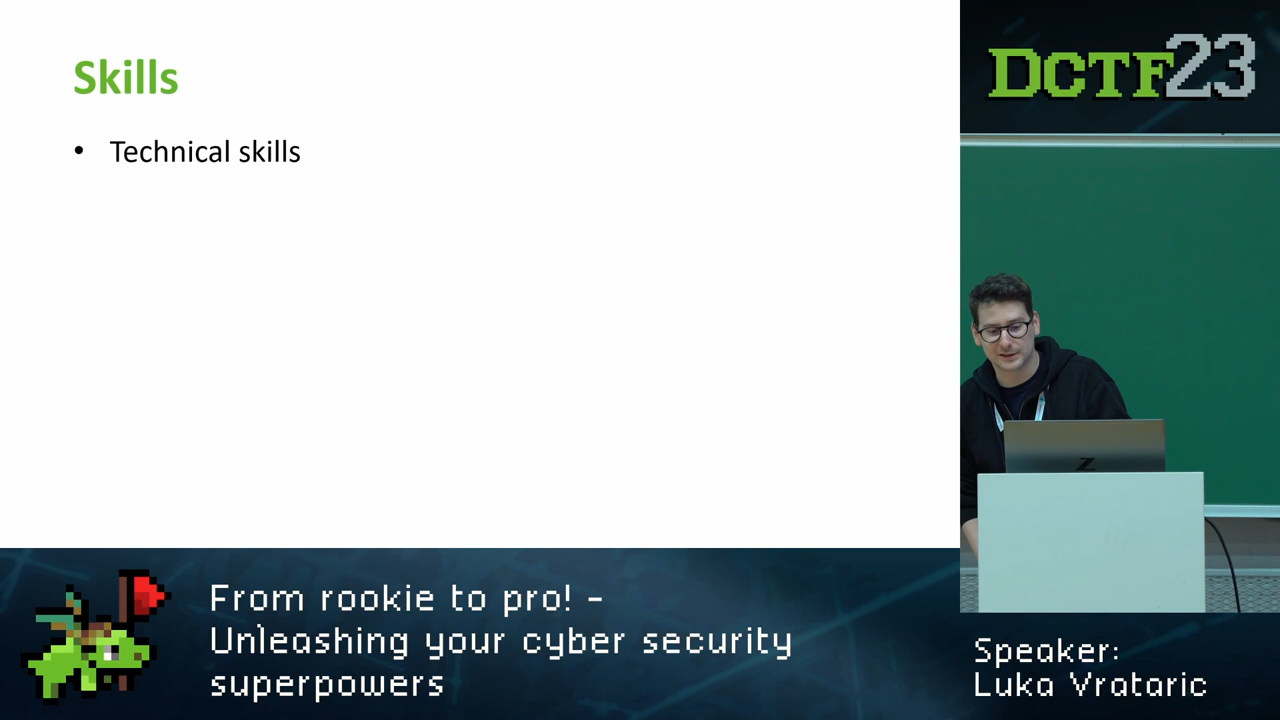 Skills
• Technical skills
DCTF23
From rookie to pro! -
Unleashing your cyber security
superpowers
Speaker:
Luka Vrataric